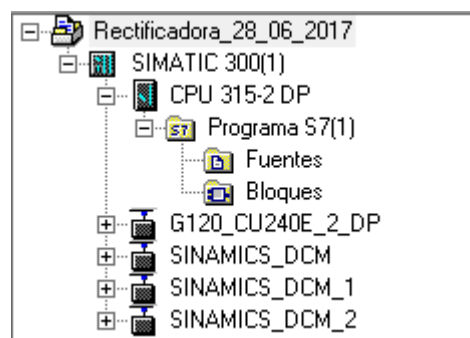 Rectificadora_28_06_2017
SIMATIC 300(1)
CPU 315-2 DP
Programa S7(1)
Fuentes
Bloques
G120_CU240E_2_DP
SINAMICS_DCM
SINAMICS_DCM_1
SINAMICS_DCM_2